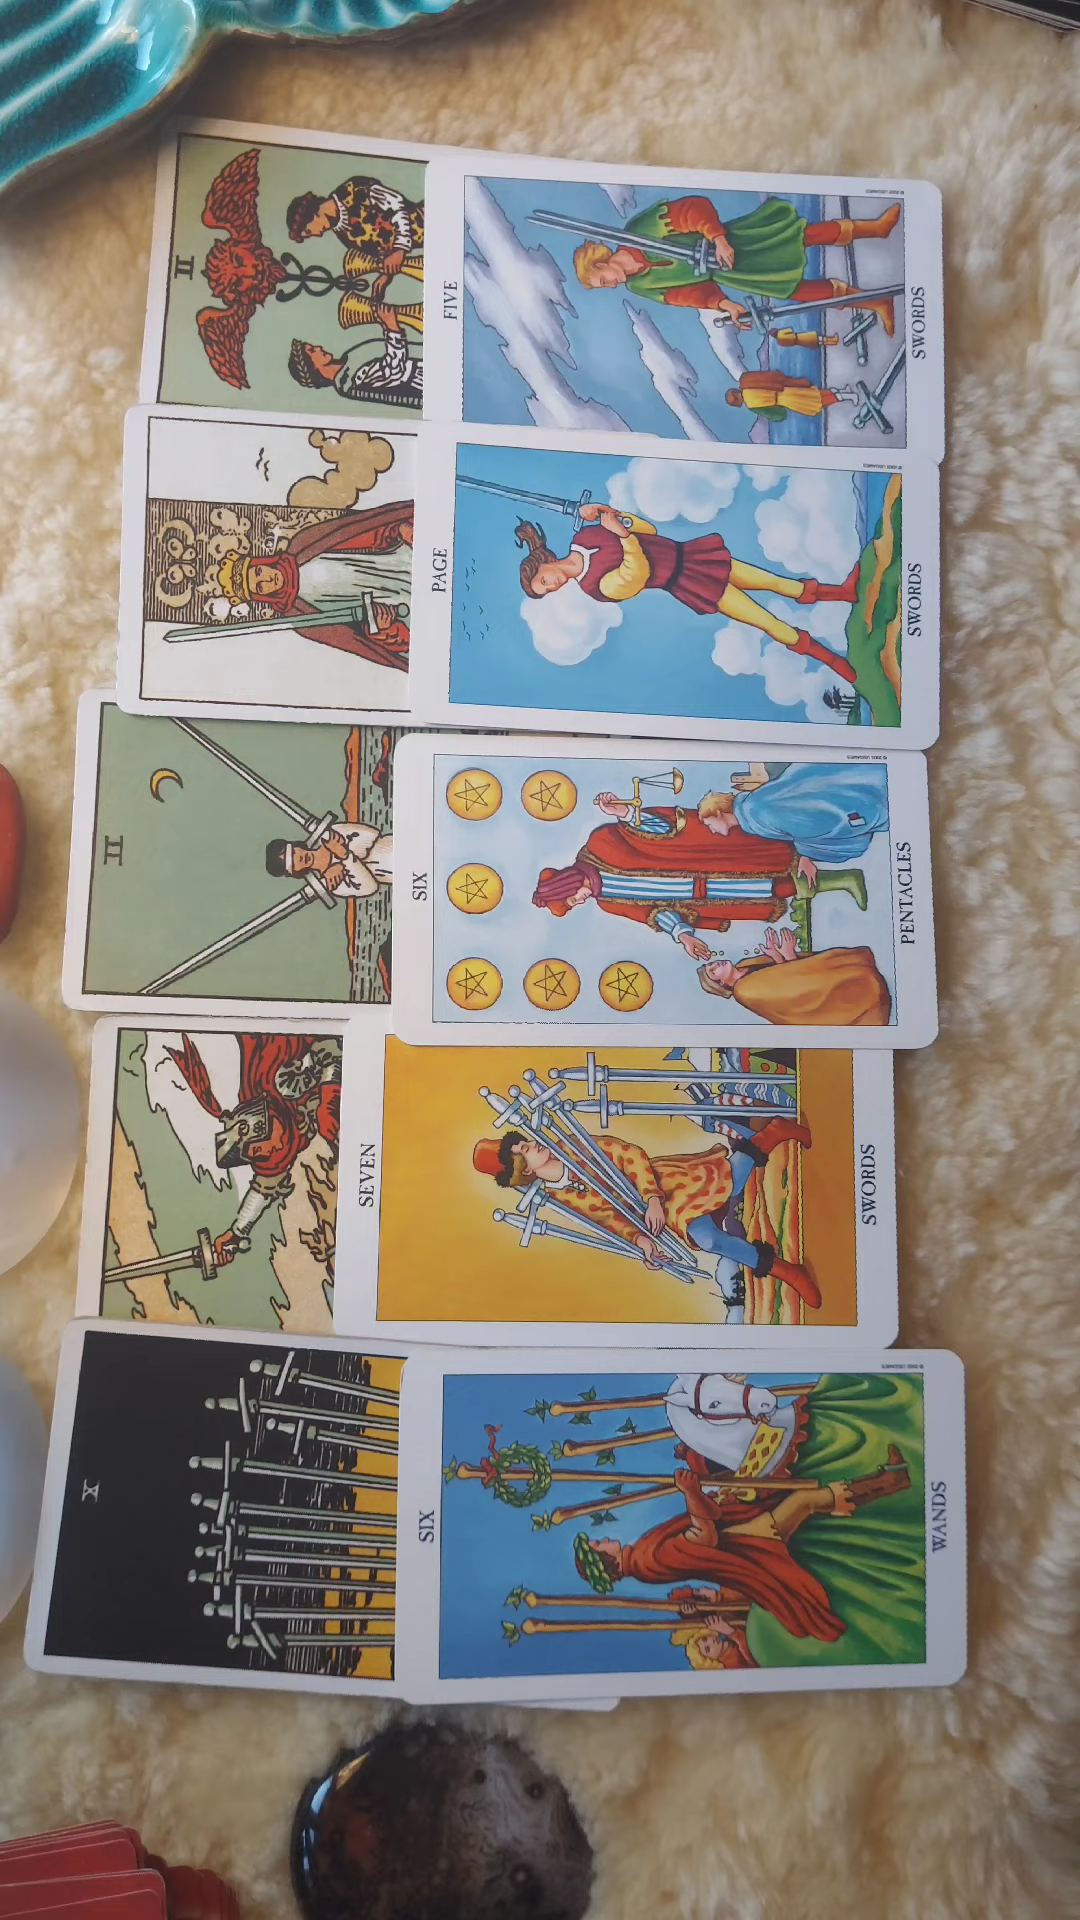 II
FIVE
SWORDS
PAGE
SWORDS
II
SIX
PENTACLES
SEVEN
SWORDS
X
SIX
WANDS